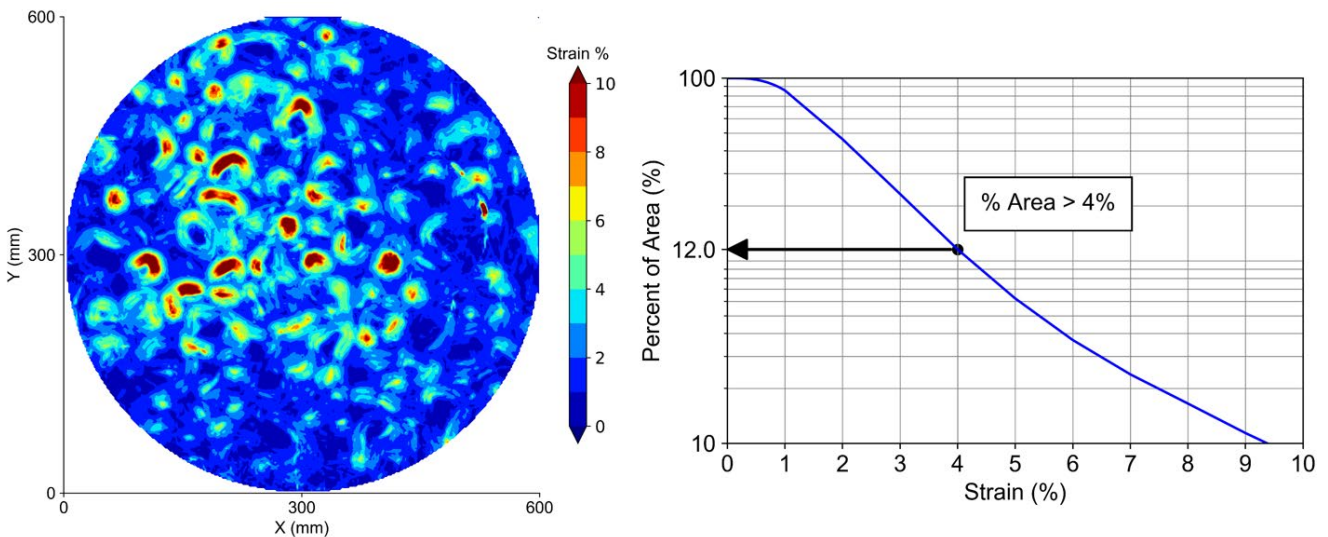 600
300
0
Y (mm)
0
300
600
X (mm)
Strain %
10
8
6
4
2
0
100
12.0
10
Percent of Area (%)
% Area > 4%
0 1 2 3 4 5 6 7 8 9 10
Strain (%)